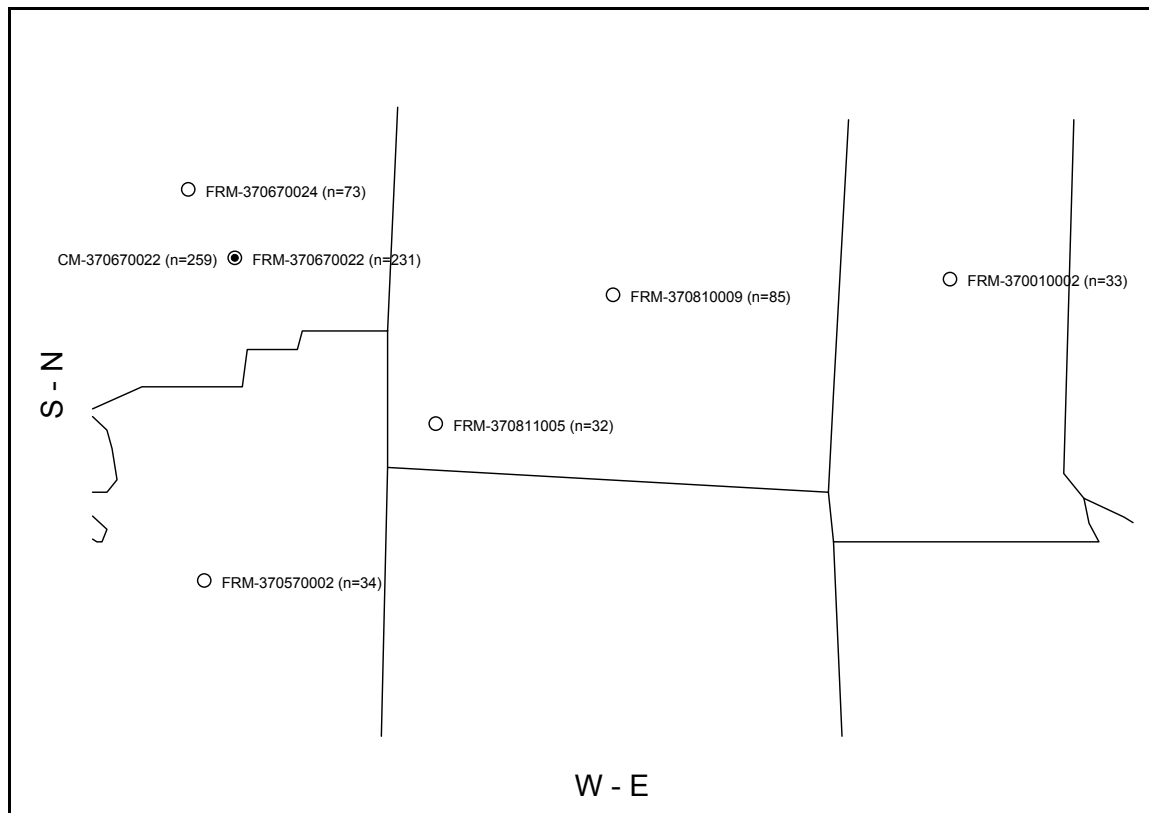 FRM-370670024 (n=73)
CM-370670022 (n=259)
FRM-370670022 (n=231)
FRM-370010002 (n=33)
FRM-370810009 (n=85)
S - N
FRM-370811005 (n=32)
FRM-370570002 (n=34)
W - E